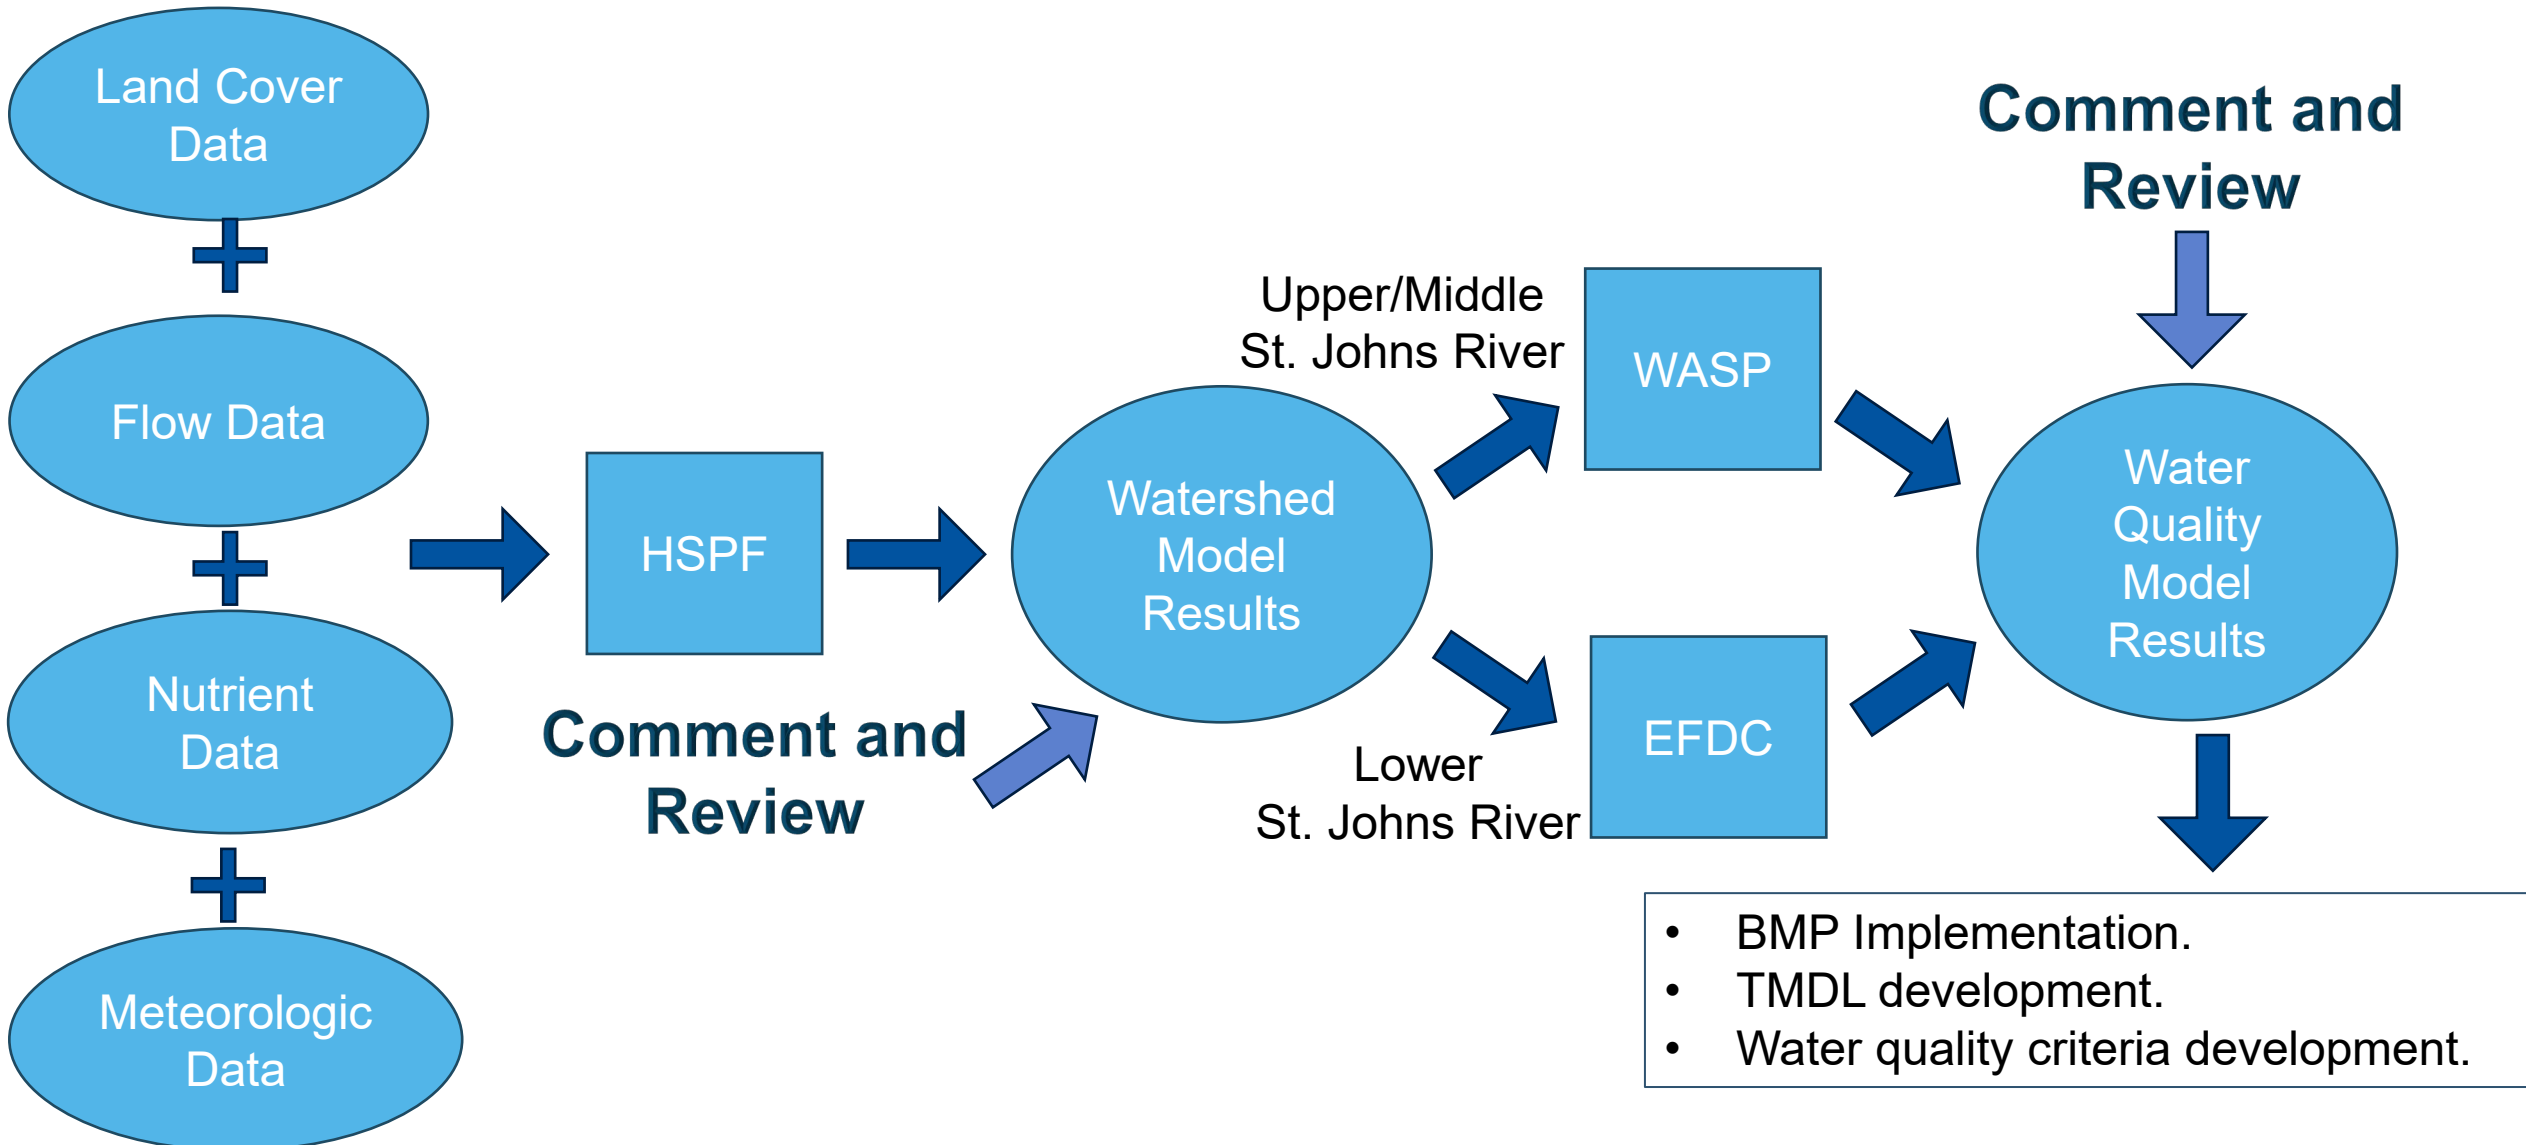 Land Cover
Data
Flow Data
Nutrient
Data
Meteorologic
Data
HSPF
Comment and
Review
Watershed
Model
Results
Upper/Middle
St. Johns River
WASP
Lower
St. Johns River
EFDC
Comment and
Review
Water
Quality
Model
Results
• BMP Implementation.
• TMDL development.
• Water quality criteria development.